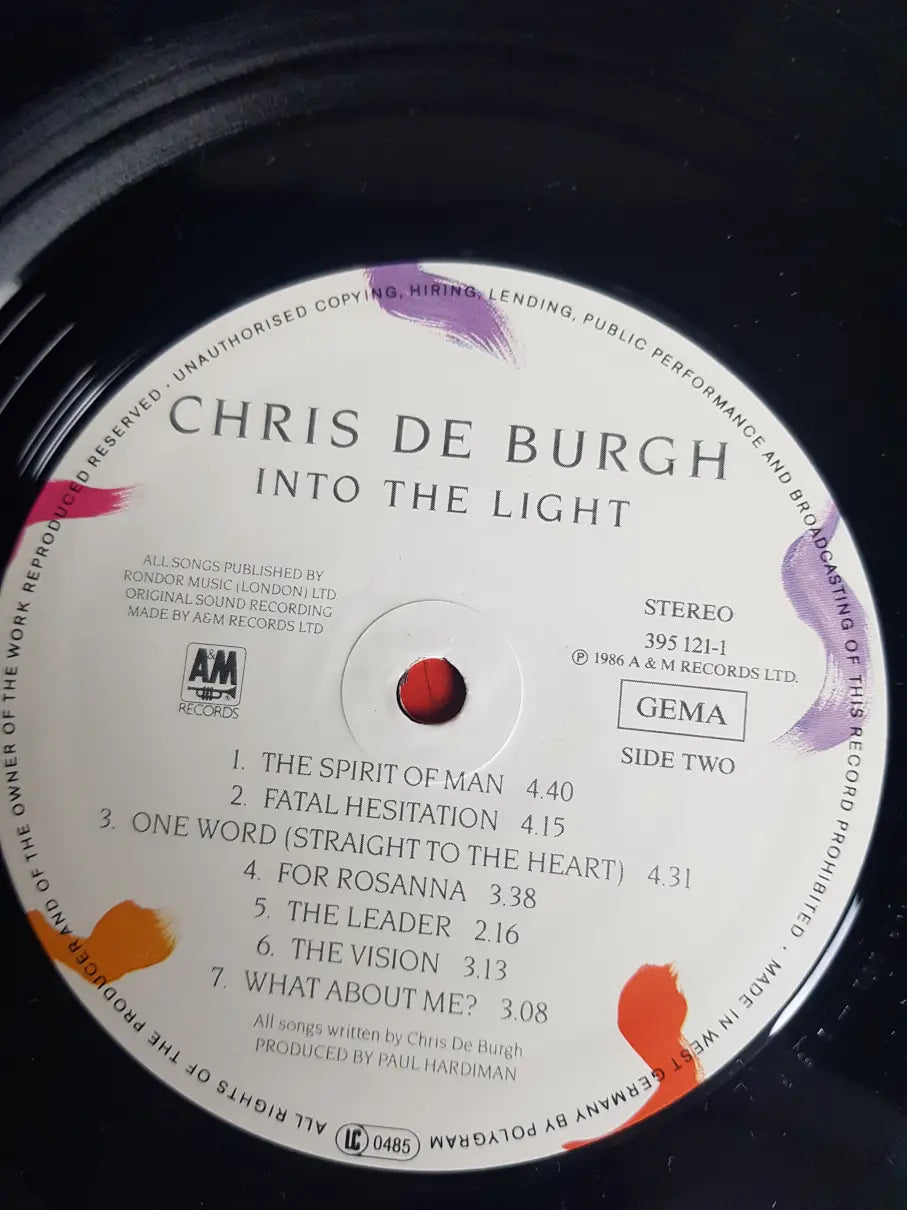 ALL RIGHTS OF THE PRODUCER AND OF THE OWNER OF THE WORK REPRODUCED RESERVED · UNAUTHORISED COPYING, HIRING, LENDING, PUBLIC PERFORMANCE AND BROADCASTING OF THIS RECORD PROHIBITED · MADE IN WEST GERMANY BY POLYGRAM
CHRIS DE BURGH
INTO THE LIGHT
ALL SONGS PUBLISHED BY
RONDOR MUSIC (LONDON) LTD
ORIGINAL SOUND RECORDING
MADE BY A&M RECORDS LTD
A&M
RECORDS
STEREO
395 121-1
℗ 1986 A & M RECORDS LTD.
GEMA
SIDE TWO
1. THE SPIRIT OF MAN 4.40
2. FATAL HESITATION 4.15
3. ONE WORD (STRAIGHT TO THE HEART) 4.31
4. FOR ROSANNA 3.38
5. THE LEADER 2.16
6. THE VISION 3.13
7. WHAT ABOUT ME? 3.08
All songs written by Chris De Burgh
PRODUCED BY PAUL HARDIMAN
LC 0485